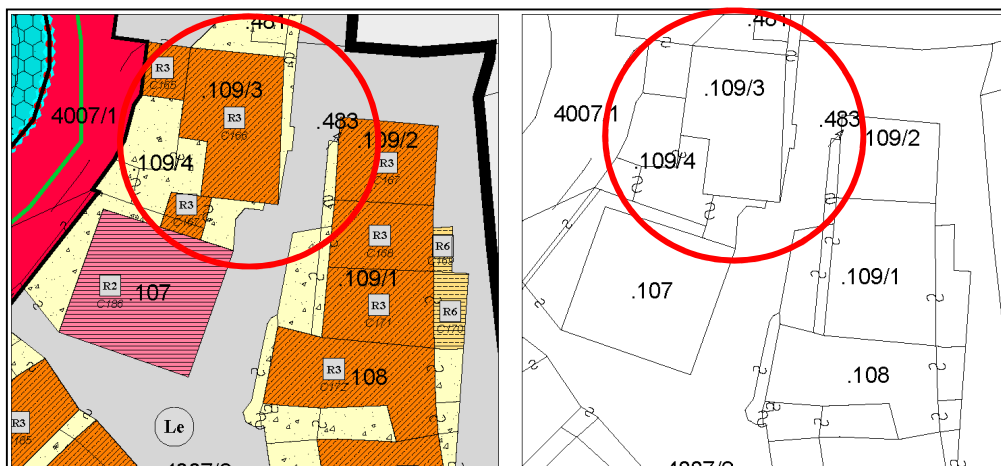 .481
R3
C165
.109/3
4007/1
R3
C166
.483
.109/2
R3
C167
.109/4
R3
R3
C168
R6
C169
.109/1
R2
C186
.107
R3
C171
R6
C170
R3
C172
108
R3
Le
4007/1
.481
.109/3
.483
.109/2
.109/4
.109/1
.107
.108